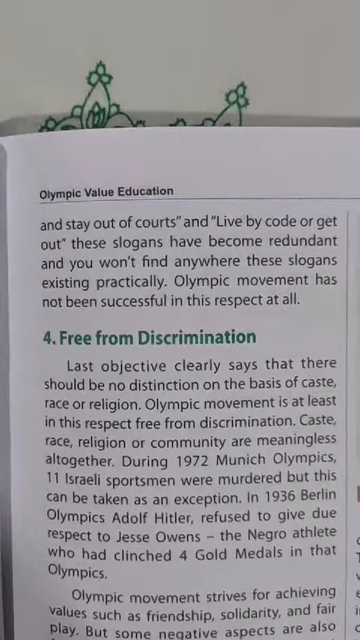 Olympic Value Education
and stay out of courts" and "Live by code or get
out" these slogans have become redundant
and you won't find anywhere these slogans
existing practically. Olympic movement has
not been successful in this respect at all.
4. Free from Discrimination
Last objective clearly says that there
should be no distinction on the basis of caste,
race or religion. Olympic movement is at least
in this respect free from discrimination. Caste,
race, religion or community are meaningless
altogether. During 1972 Munich Olympics,
11 Israeli sportsmen were murdered but this
can be taken as an exception. In 1936 Berlin
Olympics Adolf Hitler, refused to give due
respect to Jesse Owens – the Negro athlete
who had clinched 4 Gold Medals in that
Olympics.
Olympic movement strives for achieving
values such as friendship, solidarity, and fair
play. But some negative aspects are also